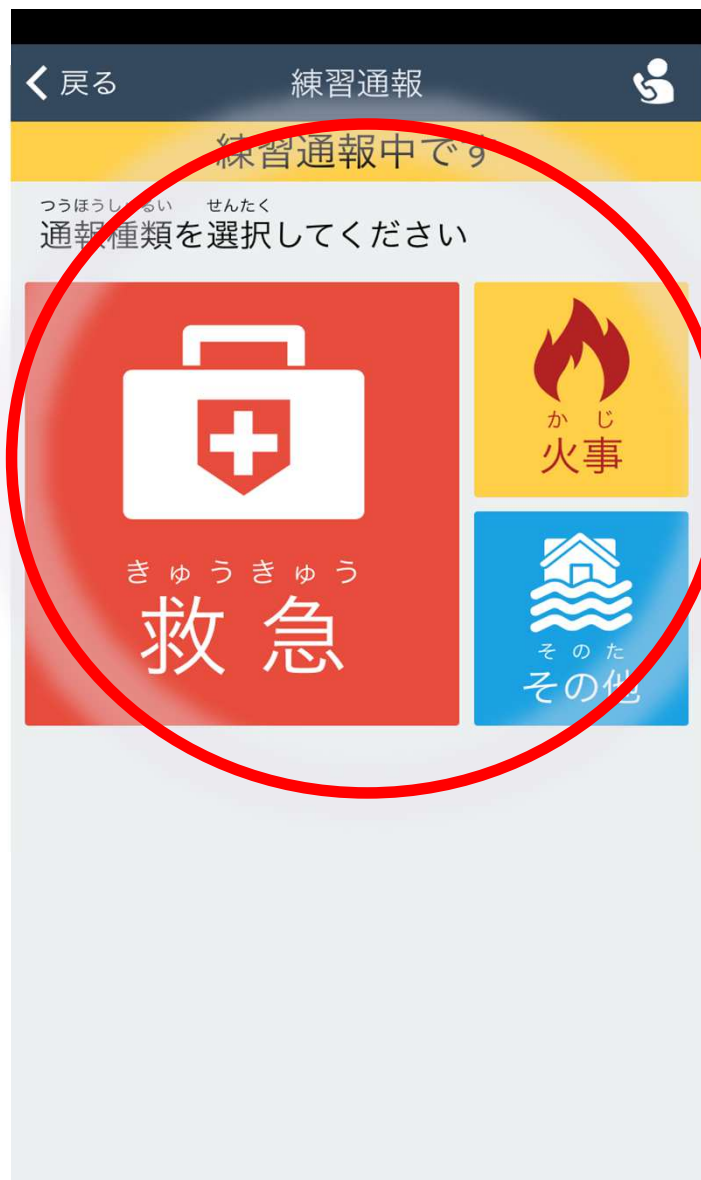 戻る 練習通報
練習通報中です
つうほうしゅるい せんたく
通報種類を選択してください
きゅうきゅう
救急
かじ
火事
そのた
その他